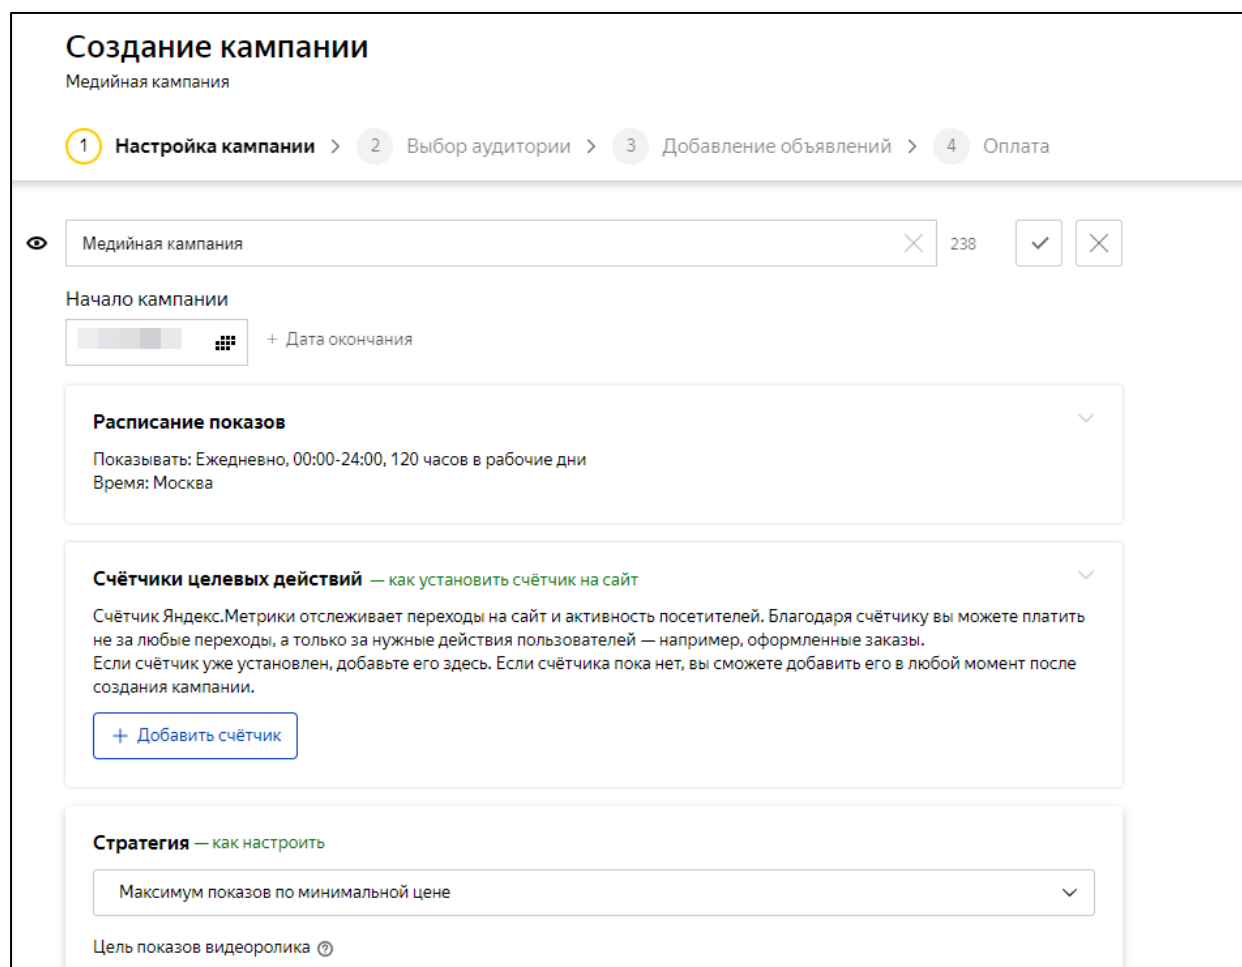 Создание кампании
Медийная кампания
1 Настройка кампании > 2 Выбор аудитории > 3 Добавление объявлений > 4 Оплата
Медийная кампания 238
Начало кампании
+ Дата окончания
Расписание показов
Показывать: Ежедневно, 00:00-24:00, 120 часов в рабочие дни
Время: Москва
Счётчики целевых действий — как установить счётчик на сайт
Счётчик Яндекс.Метрики отслеживает переходы на сайт и активность посетителей. Благодаря счётчику вы можете платить
не за любые переходы, а только за нужные действия пользователей — например, оформленные заказы.
Если счётчик уже установлен, добавьте его здесь. Если счётчика пока нет, вы сможете добавить его в любой момент после
создания кампании.
+ Добавить счётчик
Стратегия — как настроить
Максимум показов по минимальной цене
Цель показов видеоролика ?